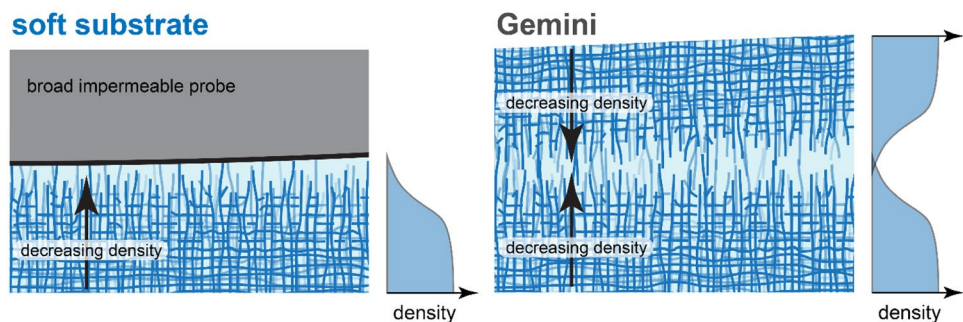 soft substrate
broad impermeable probe
decreasing density
density
Gemini
decreasing density
decreasing density
density